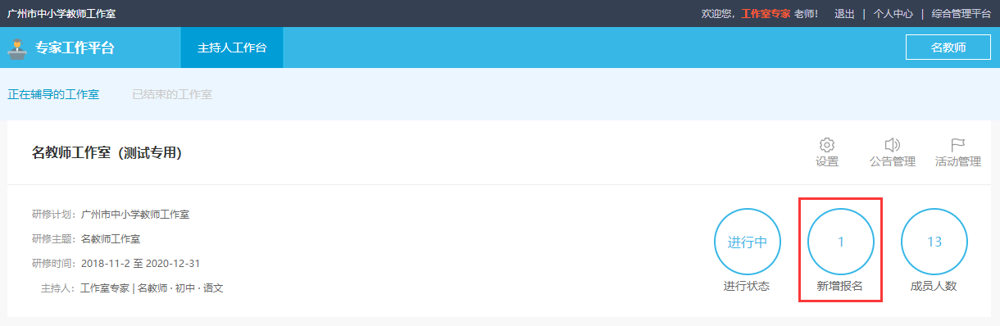 广州市中小学教师工作室
欢迎您，工作室专家 老师！ 退出 | 个人中心 | 综合管理平台
专家工作平台 主持人工作台 名教师
正在辅导的工作室 已结束的工作室
名教师工作室（测试专用）
设置 公告管理 活动管理
研修计划：广州市中小学教师工作室
研修主题：名教师工作室
研修时间：2018-11-2 至 2020-12-31
主持人：工作室专家 | 名教师 · 初中 · 语文
进行中 1 13
进行状态 新增报名 成员人数